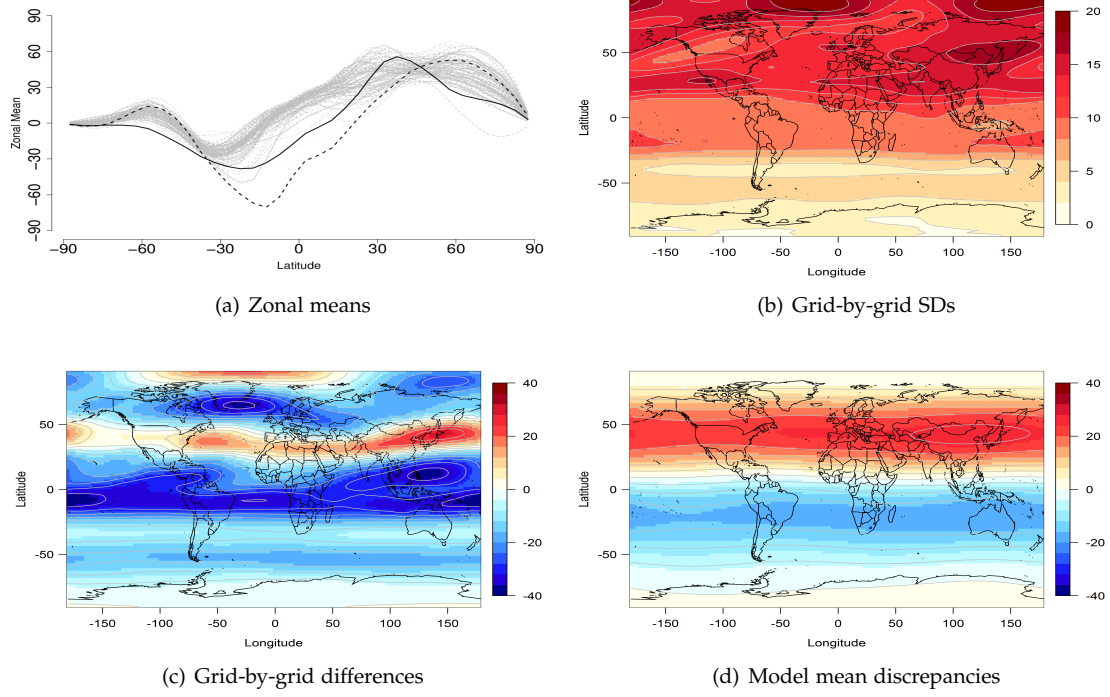 90
60
30
0
−30
−60
−90
Zonal Mean
−90 −60 −30 0 30 60 90
Latitude
(a) Zonal means
50
0
-50
Latitude
-150 -100 -50 0 50 100 150
Longitude
20
15
10
5
0
(b) Grid-by-grid SDs
50
0
-50
Latitude
-150 -100 -50 0 50 100 150
Longitude
40
20
0
-20
-40
(c) Grid-by-grid differences
50
0
-50
Latitude
-150 -100 -50 0 50 100 150
Longitude
40
20
0
-20
-40
(d) Model mean discrepancies